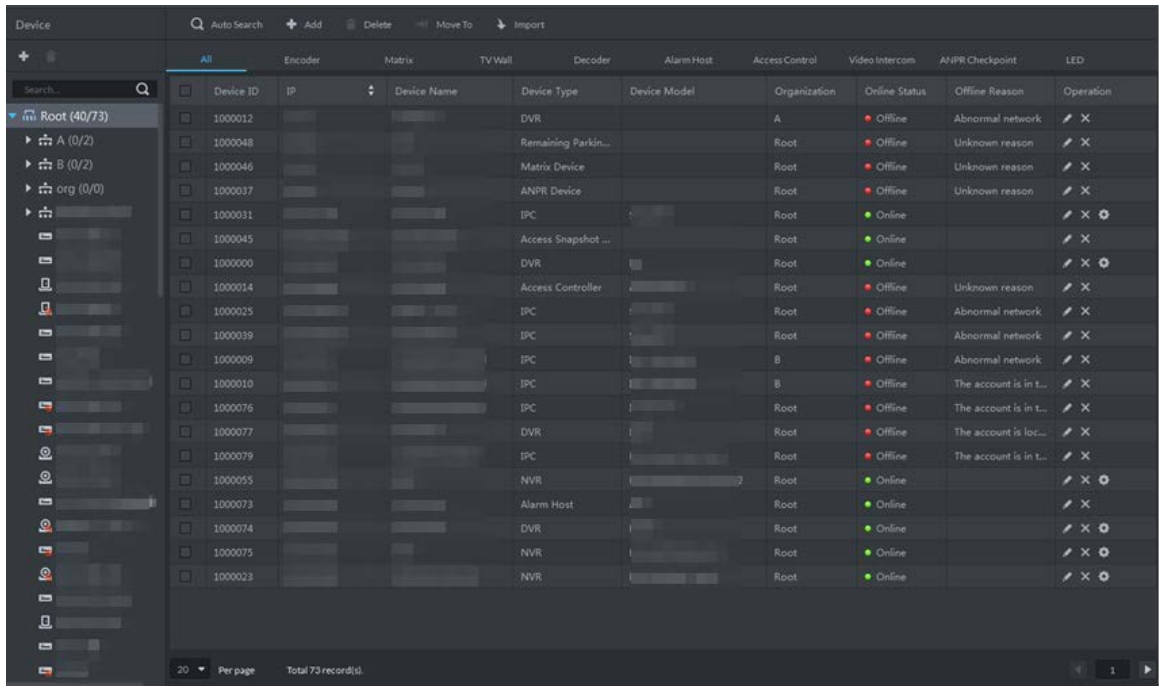 Device
Auto Search Add Delete Move To Import
All Encoder Matrix TV Wall Decoder Alarm Host Access Control Video Intercom ANPR Checkpoint LED
Search...
Device ID IP Device Name Device Type Device Model Organization Online Status Offline Reason Operation
Root (40/73)
A (0/2)
B (0/2)
org (0/0)
1000012 DVR A Offline Abnormal network
1000048 Remaining Parkin... Root Offline Unknown reason
1000046 Matrix Device Root Offline Unknown reason
1000037 ANPR Device Root Offline Unknown reason
1000031 IPC Root Online
1000045 Access Snapshot ... Root Online
1000000 DVR Root Online
1000014 Access Controller Root Offline Unknown reason
1000025 IPC Root Offline Abnormal network
1000039 IPC Root Offline Abnormal network
1000009 IPC B Offline Abnormal network
1000010 IPC B Offline The account is in t...
1000076 IPC Root Offline The account is in t...
1000077 DVR Root Offline The account is loc...
1000079 IPC Root Offline The account is in t...
1000055 NVR Root Online
1000073 Alarm Host Root Online
1000074 DVR Root Online
1000075 NVR Root Online
1000023 NVR Root Online
20 Per page Total 73 record(s). 1